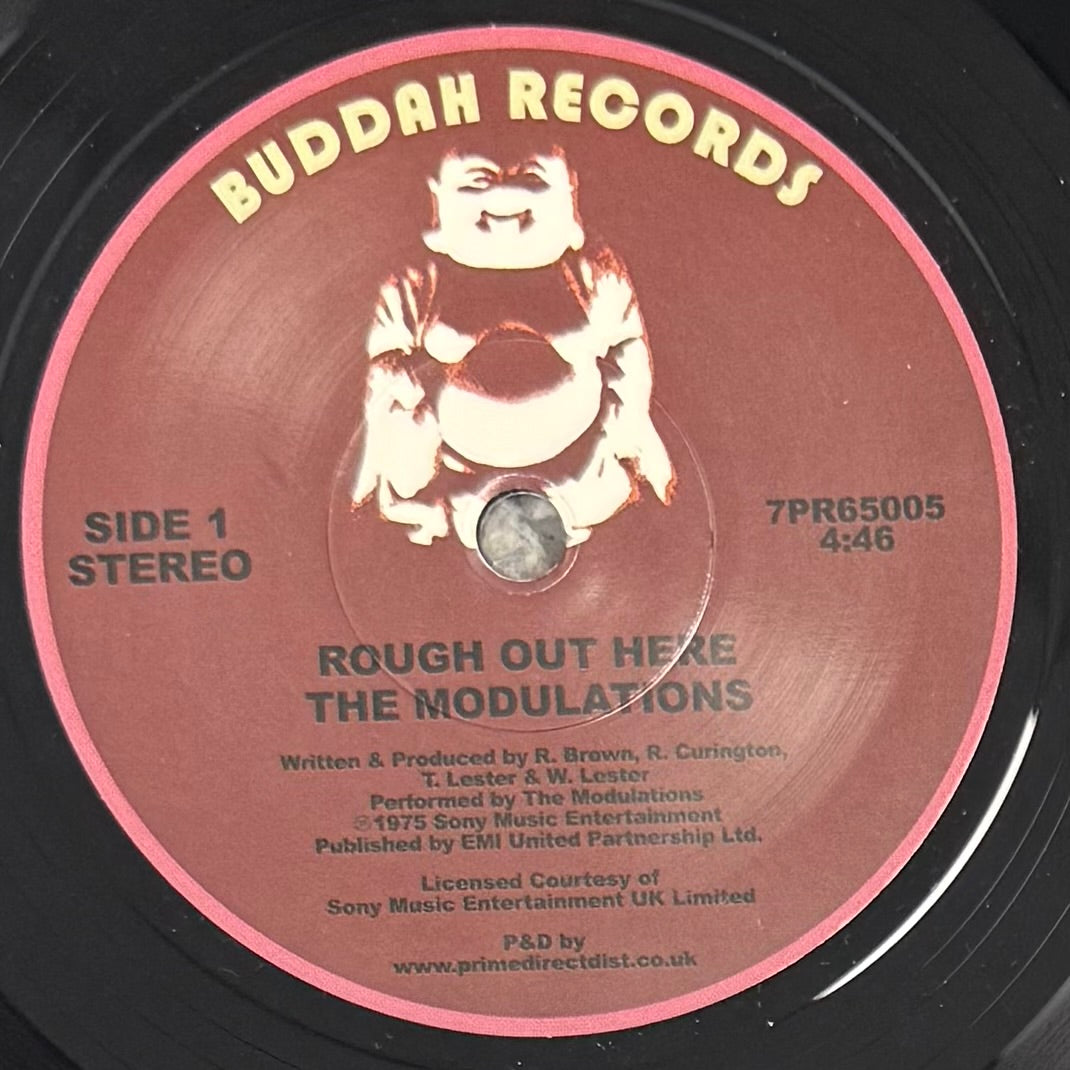 BUDDAH RECORDS
SIDE 1
STEREO
7PR65005
4:46
ROUGH OUT HERE
THE MODULATIONS
Written & Produced by R. Brown, R. Curington,
T. Lester & W. Lester
Performed by The Modulations
℗1975 Sony Music Entertainment
Published by EMI United Partnership Ltd.
Licensed Courtesy of
Sony Music Entertainment UK Limited
P&D by
www.primedirectdist.co.uk